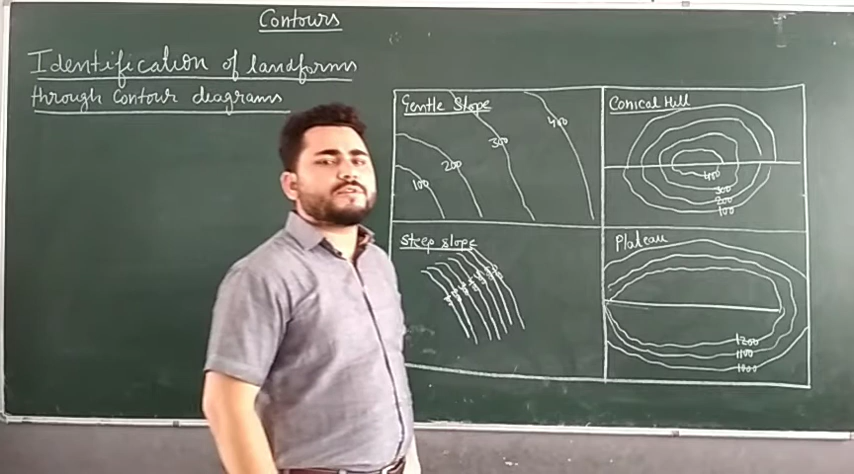 Contours
Identification of landforms
through contour diagrams
Gentle Slope
100
200
300
400
Conical Hill
400
300
200
100
Steep slope
Plateau
1200
1100
1000